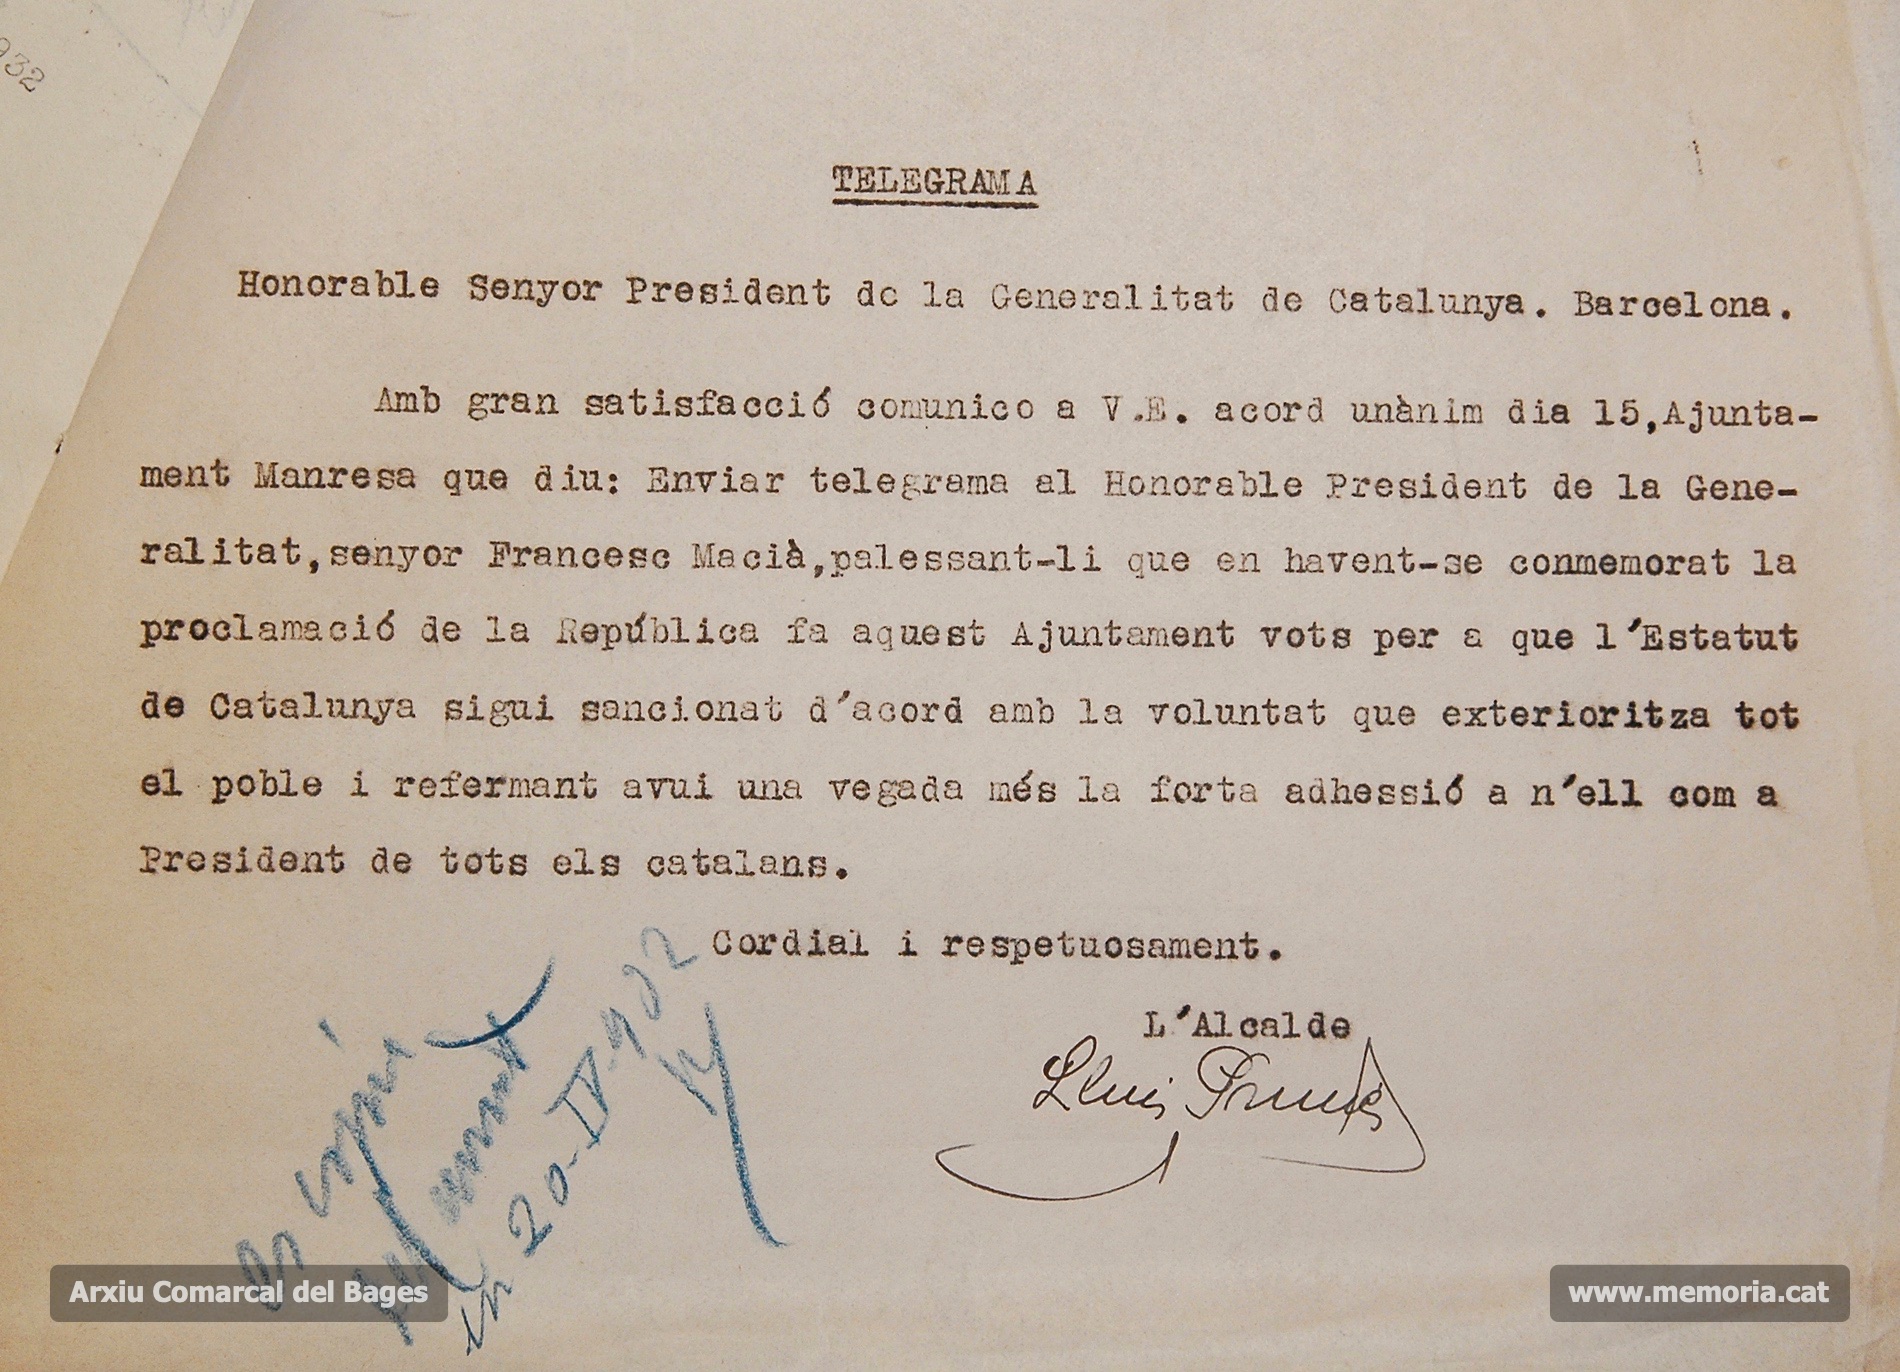 932
TELEGRAMA
Honorable Senyor President de la Generalitat de Catalunya. Barcelona.
Amb gran satisfacció comunico a V.E. acord unànim dia 15,Ajunta-
ment Manresa que diu: Enviar telegrama al Honorable President de la Gene-
ralitat,senyor Francesc Macià,palessant-li que en havent-se conmemorat la
proclamació de la República fa aquest Ajuntament vots per a que l'Estatut
de Catalunya sigui sancionat d'acord amb la voluntat que exterioritza tot
el poble i refermant avui una vegada més la forta adhessió a n'ell com a
President de tots els catalans.
Cordial i respetuosament.
L'Alcalde
Lluis Prunés
20-IV-932
Arxiu Comarcal del Bages
www.memoria.cat